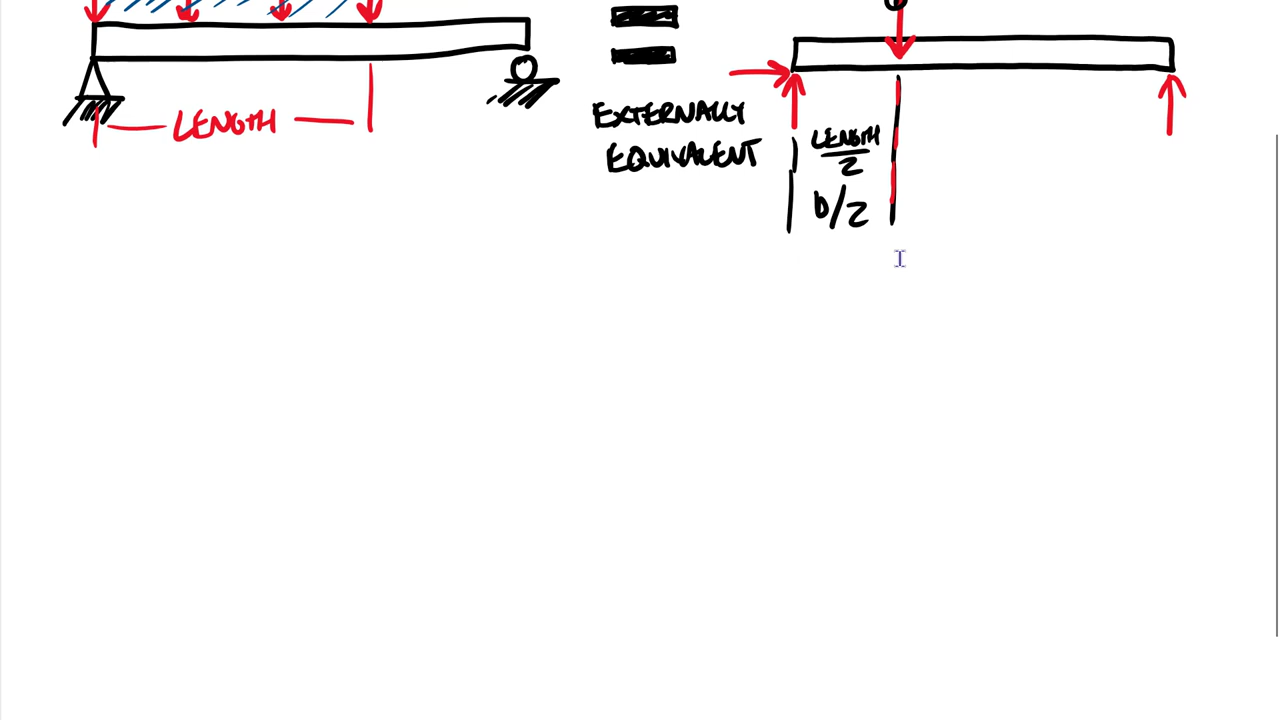 LENGTH
EXTERNALLY
EQUIVALENT
LENGTH
2
b/2